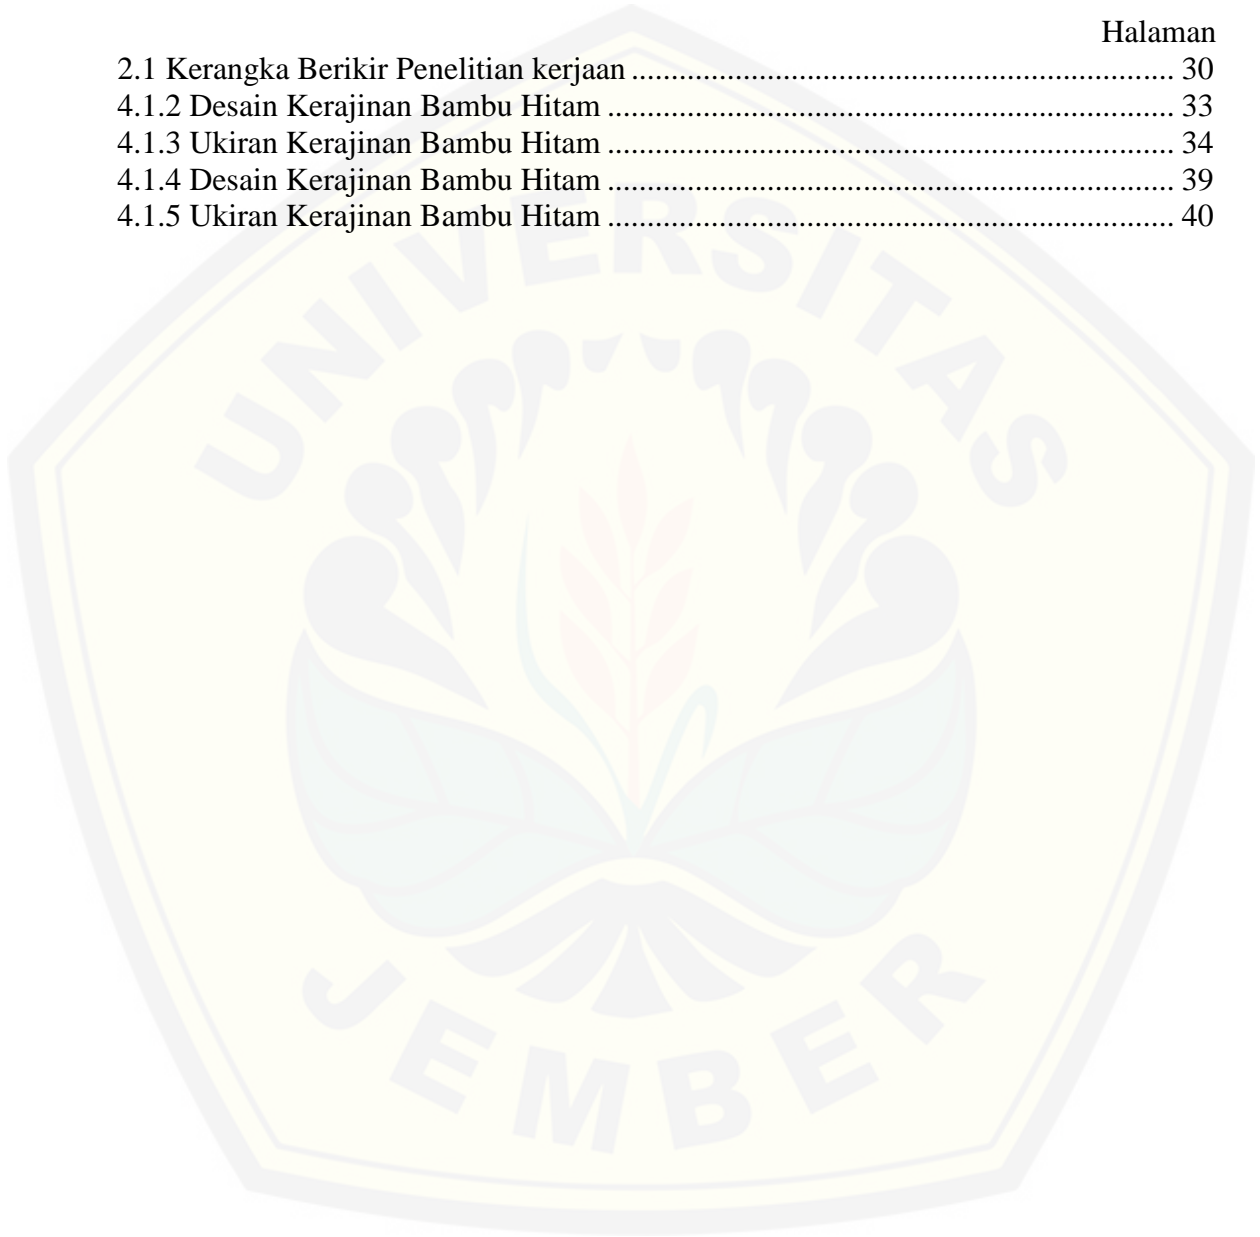 Halaman
2.1 Kerangka Berikir Penelitian kerjaan ................................................................... 30
4.1.2 Desain Kerajinan Bambu Hitam ...................................................................... 33
4.1.3 Ukiran Kerajinan Bambu Hitam ...................................................................... 34
4.1.4 Desain Kerajinan Bambu Hitam ...................................................................... 39
4.1.5 Ukiran Kerajinan Bambu Hitam ...................................................................... 40
UNIVERSITAS
JEMBER